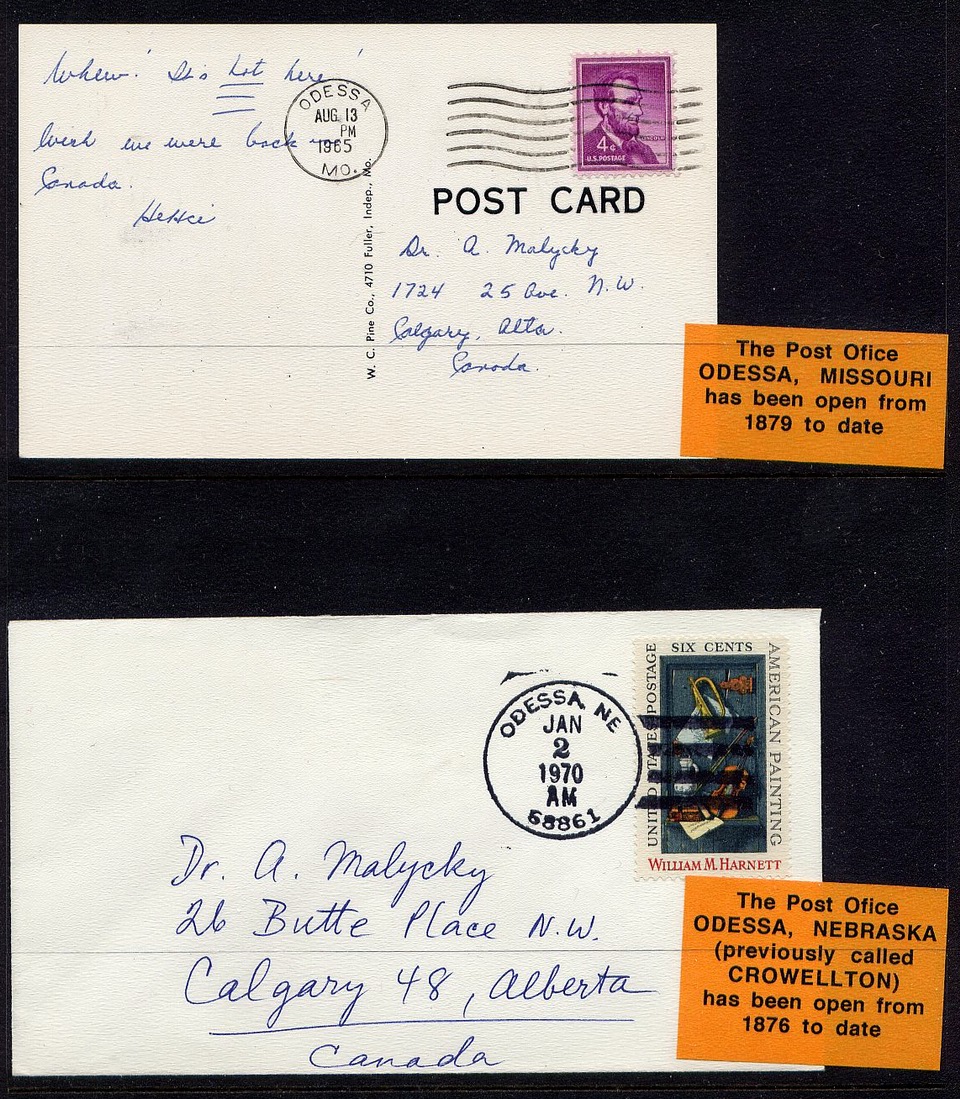 Whew! It's hot here!
Wish we were back in
Canada.
ODESSA
AUG 13
PM
1965
MO.
4¢
U.S. POSTAGE
LINCOLN
POST CARD
W. C. Pine Co., 4710 Fuller, Indep., Mo.
Dr. A. Malycky
1724 25 Ave. N.W.
Calgary, Alta.
Canada.
The Post Ofice
ODESSA, MISSOURI
has been open from
1879 to date
ODESSA, NE
JAN
2
1970
AM
68861
SIX CENTS
UNITED STATES POSTAGE
AMERICAN PAINTING
WILLIAM M. HARNETT
Dr. A. Malycky
26 Butte Place N.W.
Calgary 48, Alberta
Canada
The Post Ofice
ODESSA, NEBRASKA
(previously called
CROWELLTON)
has been open from
1876 to date